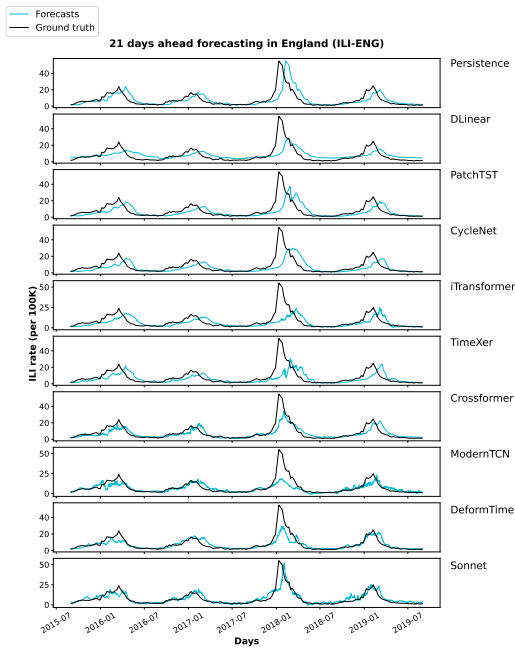 Forecasts
Ground truth
21 days ahead forecasting in England (ILI-ENG)
Persistence
40
20
0
DLinear
40
20
0
PatchTST
40
20
0
CycleNet
40
20
0
iTransformer
50
25
0
TimeXer
40
20
0
Crossformer
40
20
0
ModernTCN
50
25
0
DeformTime
40
20
0
Sonnet
50
25
0
ILI rate (per 100K)
2015-07
2016-01
2016-07
2017-01
2017-07
2018-01
2018-07
2019-01
2019-07
Days